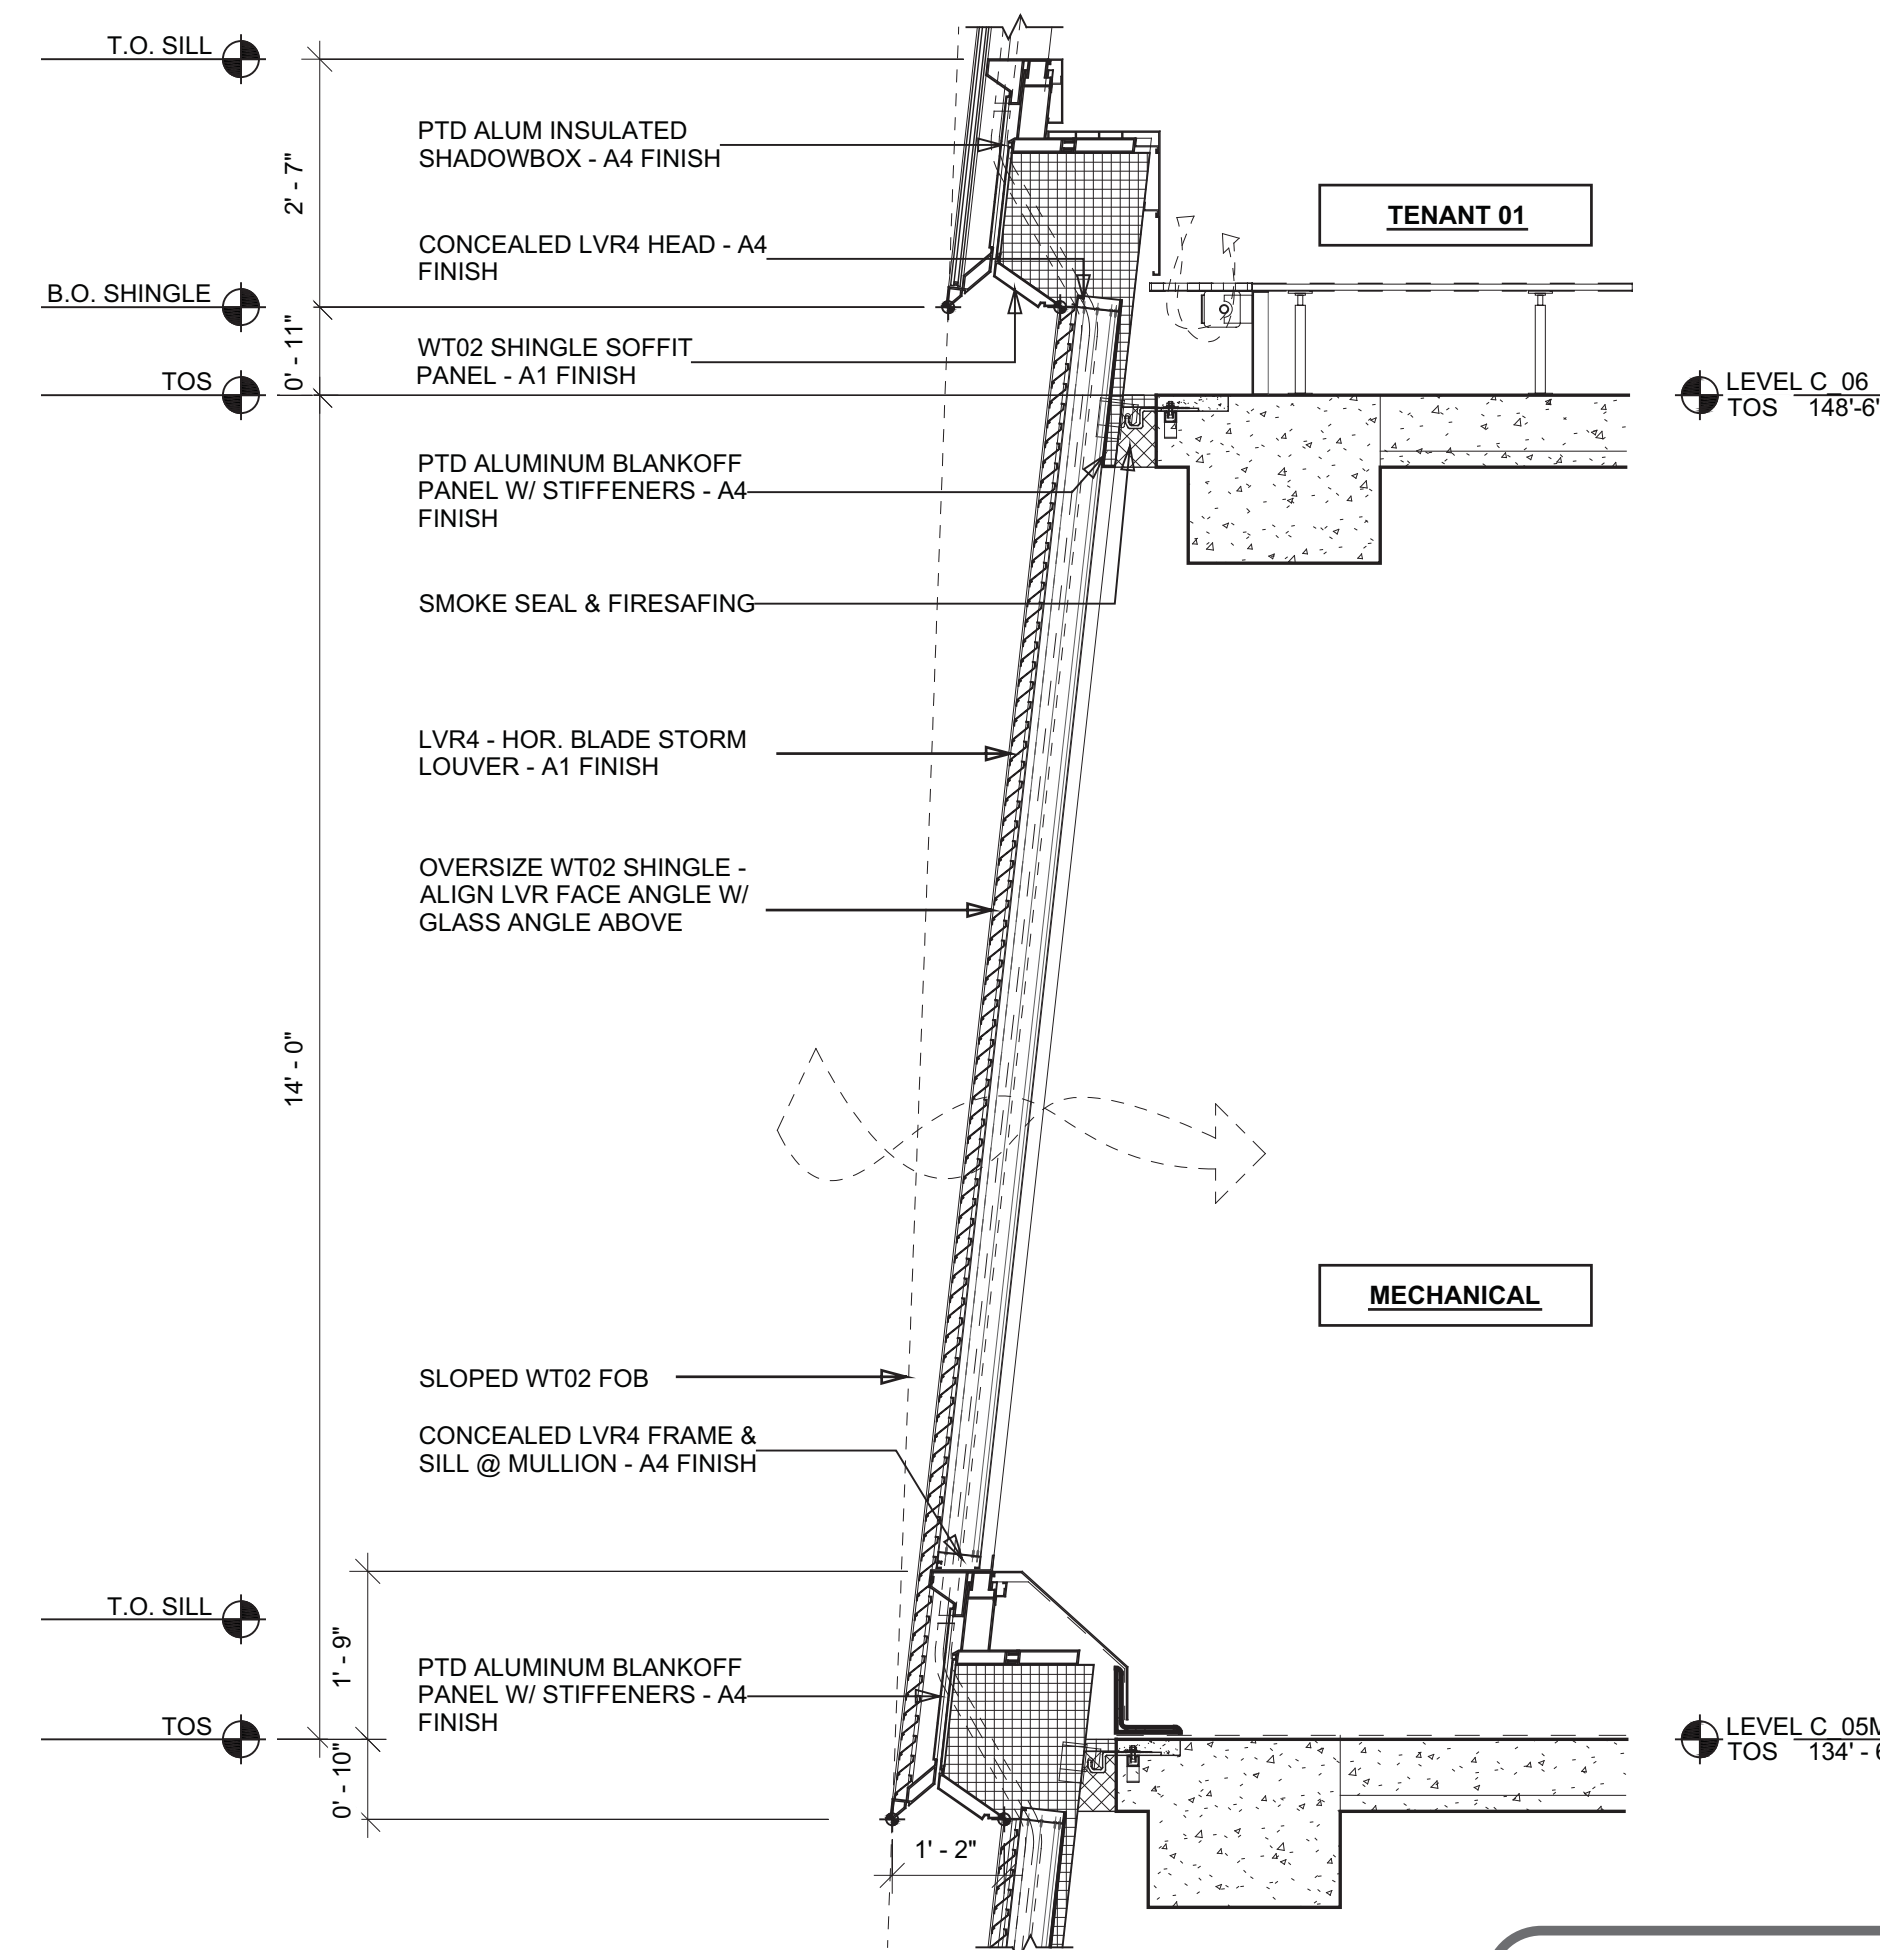 T.O. SILL
PTD ALUM INSULATED
SHADOWBOX - A4 FINISH
2' - 7"
TENANT 01
CONCEALED LVR4 HEAD - A4
FINISH
B.O. SHINGLE
0' - 11"
WT02 SHINGLE SOFFIT
PANEL - A1 FINISH
TOS
LEVEL C_06
TOS 148'-6"
PTD ALUMINUM BLANKOFF
PANEL W/ STIFFENERS - A4
FINISH
SMOKE SEAL & FIRESAFING
LVR4 - HOR. BLADE STORM
LOUVER - A1 FINISH
OVERSIZE WT02 SHINGLE -
ALIGN LVR FACE ANGLE W/
GLASS ANGLE ABOVE
14' - 0"
MECHANICAL
SLOPED WT02 FOB
CONCEALED LVR4 FRAME &
SILL @ MULLION - A4 FINISH
T.O. SILL
1' - 9"
PTD ALUMINUM BLANKOFF
PANEL W/ STIFFENERS - A4
FINISH
TOS
LEVEL C_05M
TOS 134' - 6
0' - 10"
1' - 2"